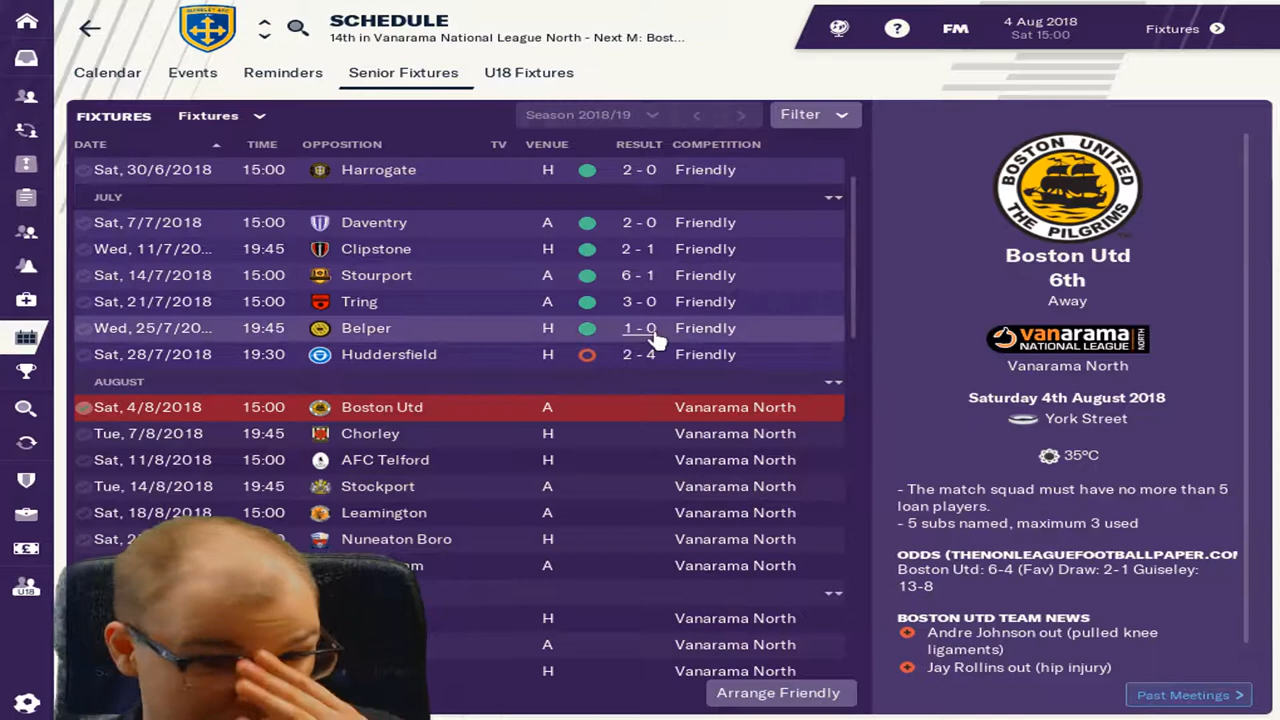 SCHEDULE
14th in Vanarama National League North - Next M: Bost...
4 Aug 2018
Sat 15:00
FM
Fixtures
Calendar Events Reminders Senior Fixtures U18 Fixtures
FIXTURES Fixtures Season 2018/19 Filter
DATE TIME OPPOSITION TV VENUE RESULT COMPETITION
Sat, 30/6/2018 15:00 Harrogate H 2 - 0 Friendly
JULY
Sat, 7/7/2018 15:00 Daventry A 2 - 0 Friendly
Wed, 11/7/20... 19:45 Clipstone H 2 - 1 Friendly
Sat, 14/7/2018 15:00 Stourport A 6 - 1 Friendly
Sat, 21/7/2018 15:00 Tring A 3 - 0 Friendly
Wed, 25/7/20... 19:45 Belper H 1 - 0 Friendly
Sat, 28/7/2018 19:30 Huddersfield H 2 - 4 Friendly
AUGUST
Sat, 4/8/2018 15:00 Boston Utd A Vanarama North
Tue, 7/8/2018 19:45 Chorley H Vanarama North
Sat, 11/8/2018 15:00 AFC Telford H Vanarama North
Tue, 14/8/2018 19:45 Stockport A Vanarama North
Sat, 18/8/2018 15:00 Leamington A Vanarama North
Nuneaton Boro H Vanarama North
A Vanarama North
H Vanarama North
A Vanarama North
H Vanarama North
Arrange Friendly
BOSTON UNITED
THE PILGRIMS
Boston Utd
6th
Away
vanarama
NATIONAL LEAGUE NORTH
Vanarama North
Saturday 4th August 2018
York Street
35°C
- The match squad must have no more than 5
loan players.
- 5 subs named, maximum 3 used
ODDS (THENONLEAGUEFOOTBALLPAPER.COM
Boston Utd: 6-4 (Fav) Draw: 2-1 Guiseley:
13-8
BOSTON UTD TEAM NEWS
Andre Johnson out (pulled knee
ligaments)
Jay Rollins out (hip injury)
Past Meetings
U18